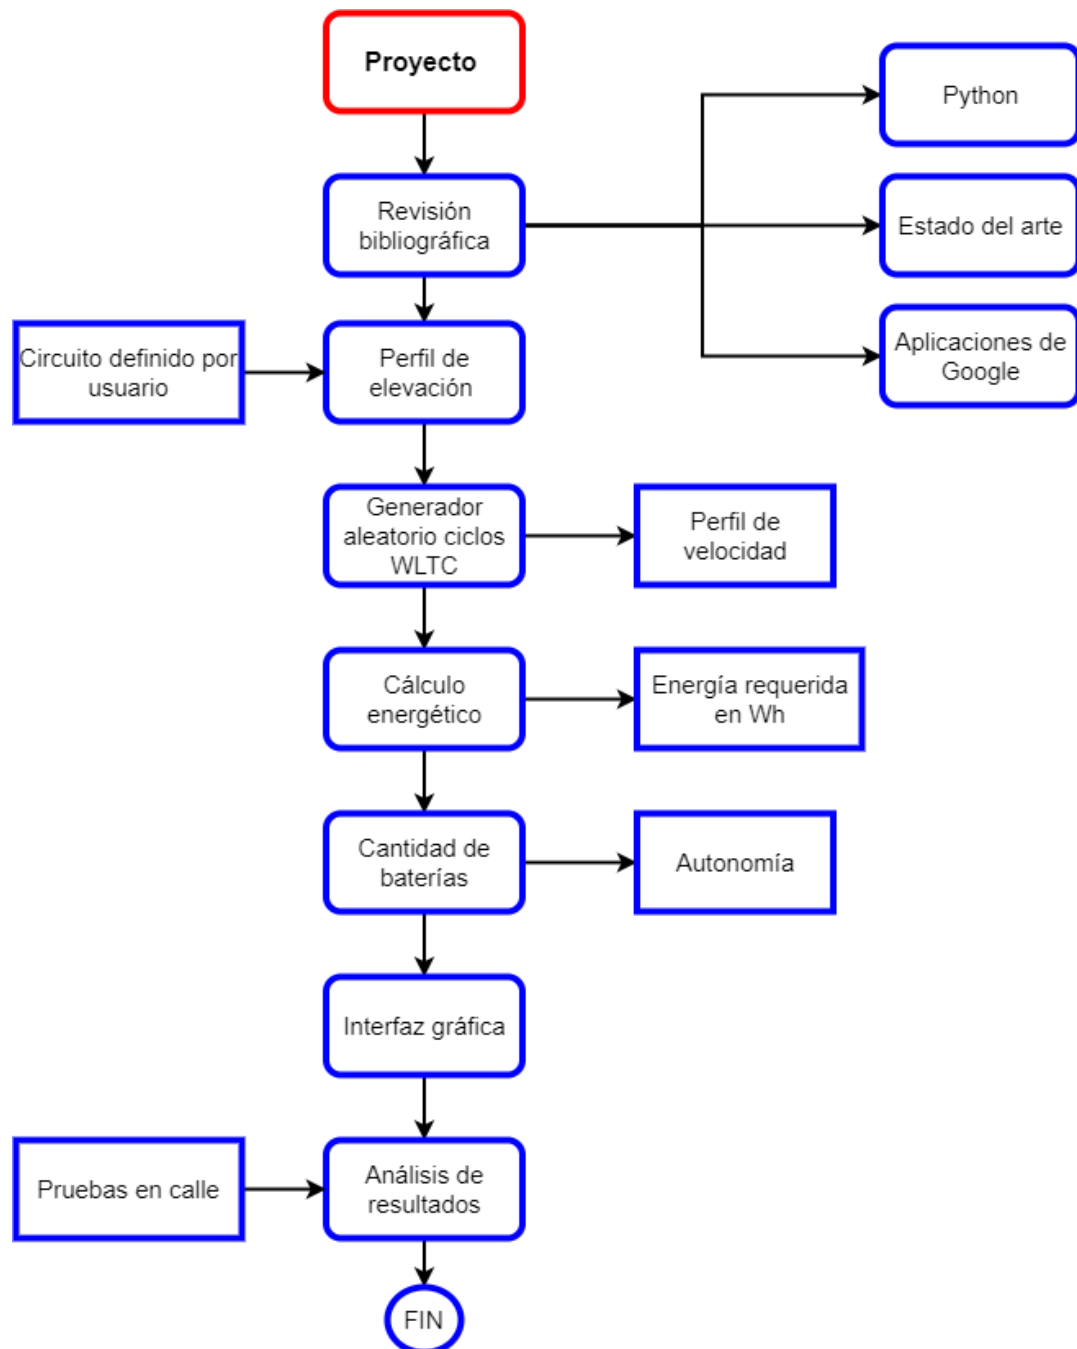 Proyecto
Python
Revisión
bibliográfica
Estado del arte
Aplicaciones de
Google
Circuito definido por
usuario
Perfil de
elevación
Generador
aleatorio ciclos
WLTC
Perfil de
velocidad
Cálculo
energético
Energía requerida
en Wh
Cantidad de
baterías
Autonomía
Interfaz gráfica
Pruebas en calle
Análisis de
resultados
FIN